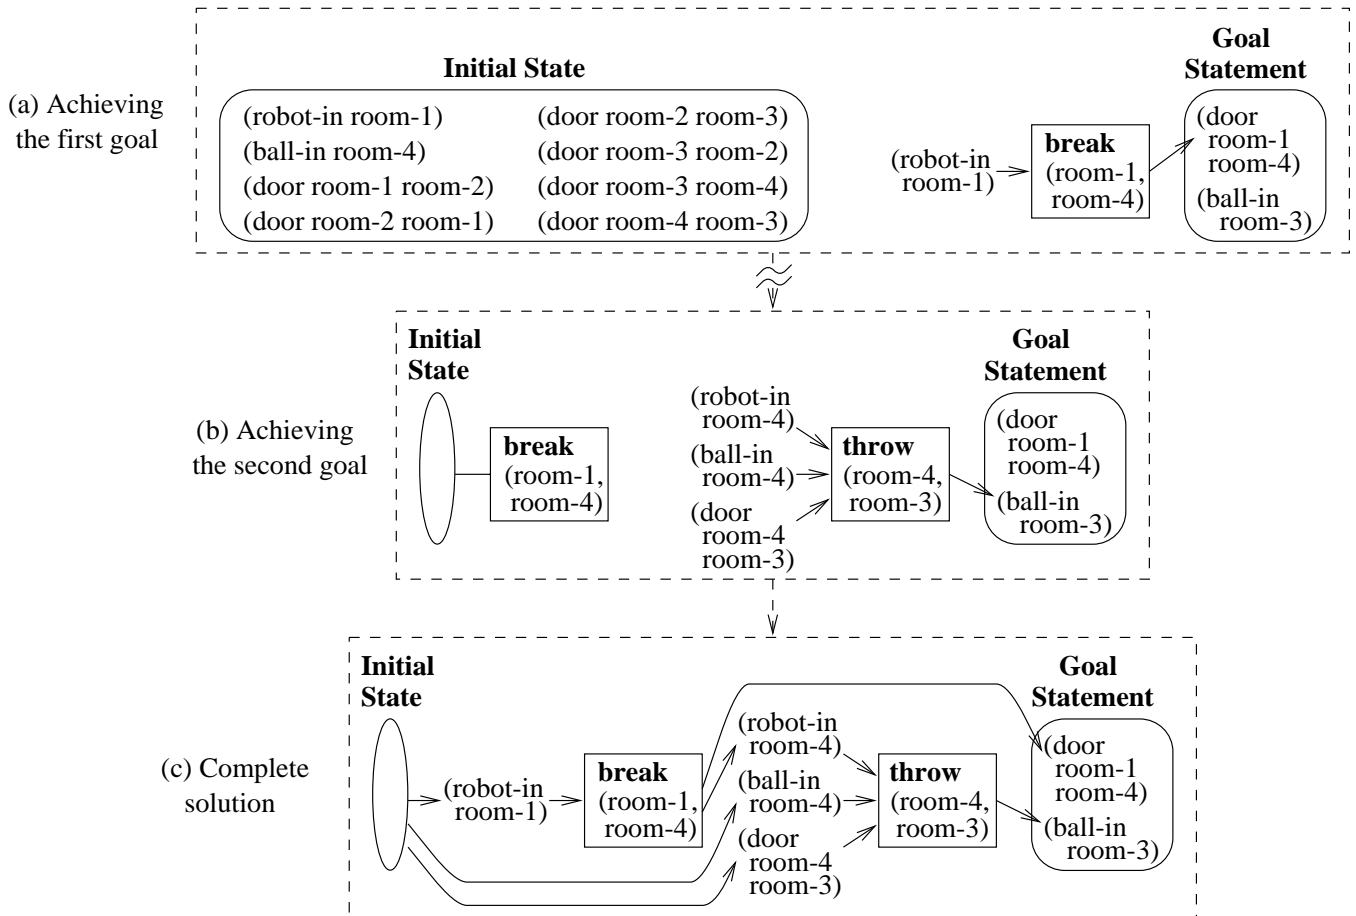 (a) Achieving
the first goal
Initial State
(robot-in room-1)
(ball-in room-4)
(door room-1 room-2)
(door room-2 room-1)
(door room-2 room-3)
(door room-3 room-2)
(door room-3 room-4)
(door room-4 room-3)
(robot-in
room-1)
break
(room-1,
room-4)
Goal
Statement
(door
room-1
room-4)
(ball-in
room-3)
(b) Achieving
the second goal
Initial
State
break
(room-1,
room-4)
(robot-in
room-4)
(ball-in
room-4)
(door
room-4
room-3)
throw
(room-4,
room-3)
Goal
Statement
(door
room-1
room-4)
(ball-in
room-3)
(c) Complete
solution
Initial
State
(robot-in
room-1)
break
(room-1,
room-4)
(robot-in
room-4)
(ball-in
room-4)
(door
room-4
room-3)
throw
(room-4,
room-3)
Goal
Statement
(door
room-1
room-4)
(ball-in
room-3)